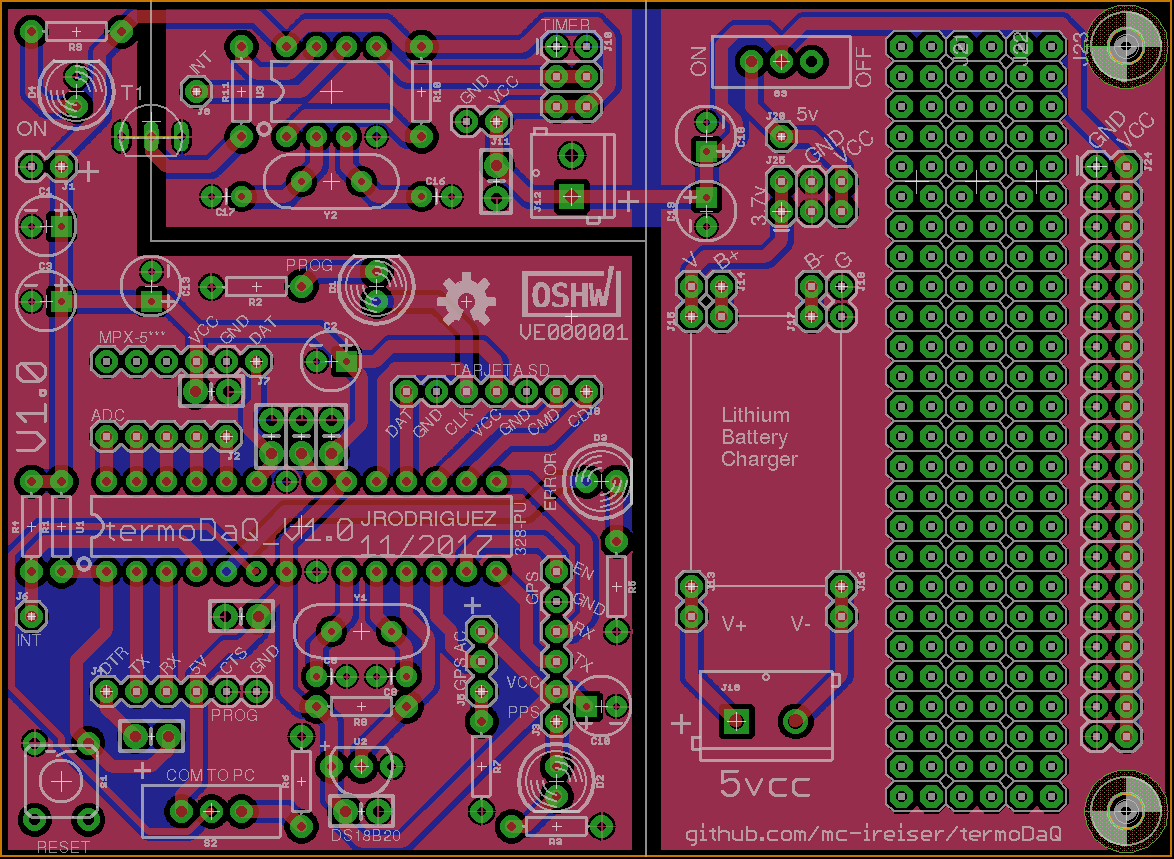 TIMER
J10
R9
D4
T1
ON
J1
INT
J6
R11
U3
R10
GND
VCC
J11
J12
C16
C17
Y2
ON
OFF
S3
J21
J22
J23
C18
J20
5v
J25
GND
VCC
3.7v
C19
GND
VCC
J24
C1
C3
C13
PROG
R2
D1
OSHW
VE000001
V
B+
J14
J15
B-
G
J19
J17
MPX-5***
VCC
GND
DAT
J7
C2
V1.0
ADC
J2
TARJETA SD
DAT
GND
CLK
VCC
GND
CMD
CD
J8
Lithium
Battery
Charger
D3
ERROR
R4
R1
U1
termoDaQ_V1.0
JRODRIGUEZ
11/2017
328-PU
J6
INT
GPS
EN
GND
RX
TX
VCC
PPS
J3
R5
Y1
GPS AC
J5
J13
J16
V+
V-
J4
DTR
TX
RX
5V
CTS
GND
PROG
R8
C10
J18
5vcc
S1
RESET
COM TO PC
S2
R6
U2
DS18B20
R7
D2
github.com/mc-ireiser/termoDaQ